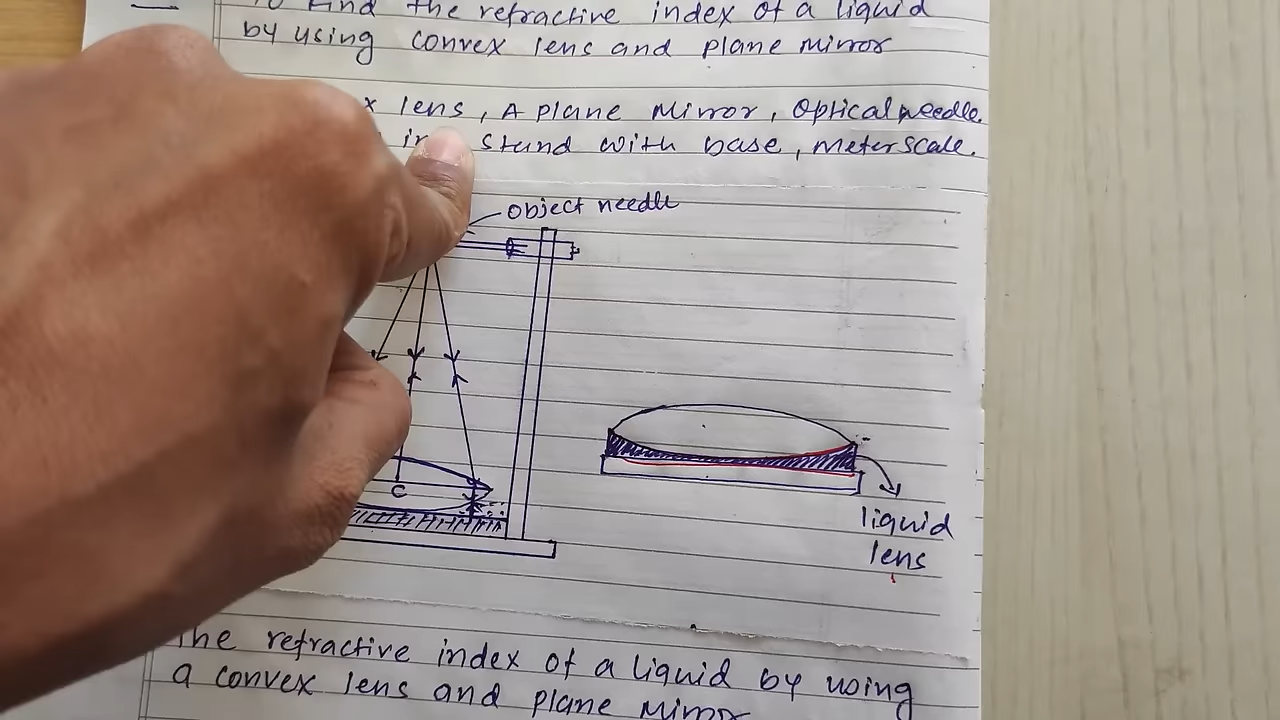 Find the refractive index of a liquid
by using convex lens and plane mirror
x lens, A plane Mirror, Optical needle.
stand with base, meter scale.
object needle
C
liquid
lens
The refractive index of a liquid by using
a convex lens and plane mirror